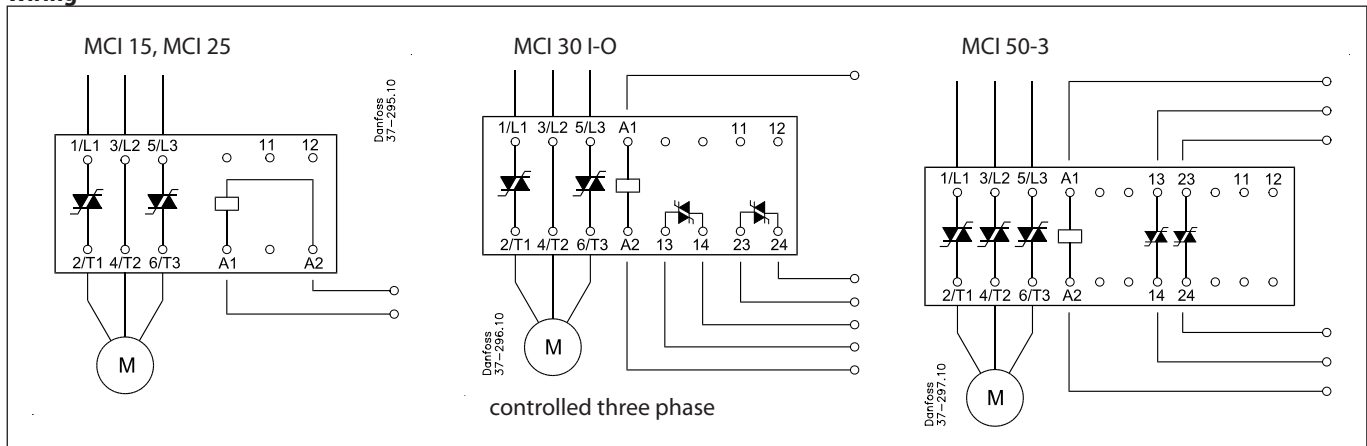 MCI 15, MCI 25
Danfoss
37-295.10
1/L1 3/L2 5/L3 11 12
2/T1 4/T2 6/T3 A1 A2
M
MCI 30 I-O
1/L1 3/L2 5/L3 A1 11 12
2/T1 4/T2 6/T3 A2 13 14 23 24
Danfoss
37-296.10
M
controlled three phase
MCI 50-3
1/L1 3/L2 5/L3 A1 13 23 11 12
2/T1 4/T2 6/T3 A2 14 24
Danfoss
37-297.10
M